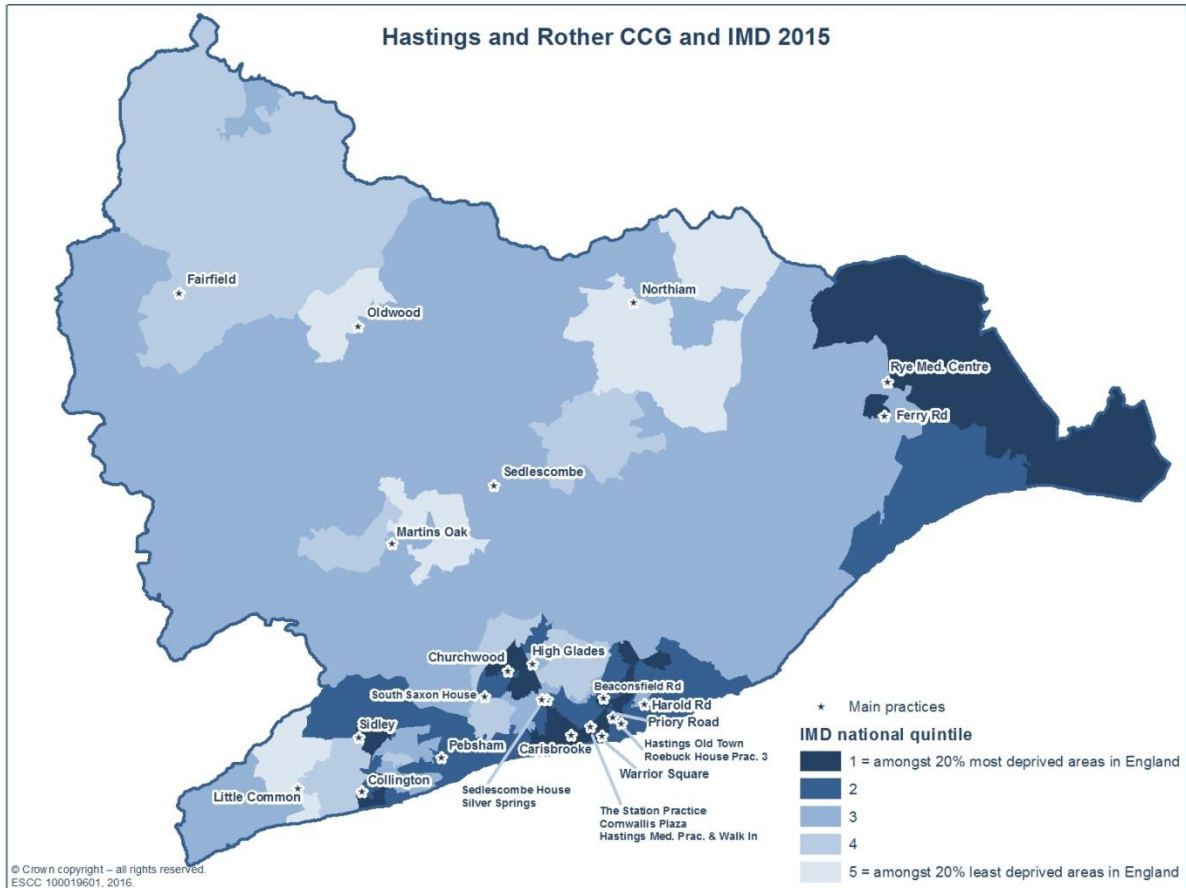 Hastings and Rother CCG and IMD 2015
Fairfield
Oldwood
Northiam
Rye Med. Centre
Ferry Rd
Sedlescombe
Martins Oak
Churchwood
High Glades
South Saxon House
Beaconsfield Rd
Harold Rd
Priory Road
Sidley
Pebsham
Carisbrooke
Hastings Old Town
Roebuck House Prac. 3
Warrior Square
Collington
Little Common
Sedlescombe House
Silver Springs
The Station Practice
Cornwallis Plaza
Hastings Med. Prac. & Walk In
Main practices
IMD national quintile
1 = amongst 20% most deprived areas in England
2
3
4
5 = amongst 20% least deprived areas in England
© Crown copyright – all rights reserved.
ESCC 100019601, 2016.